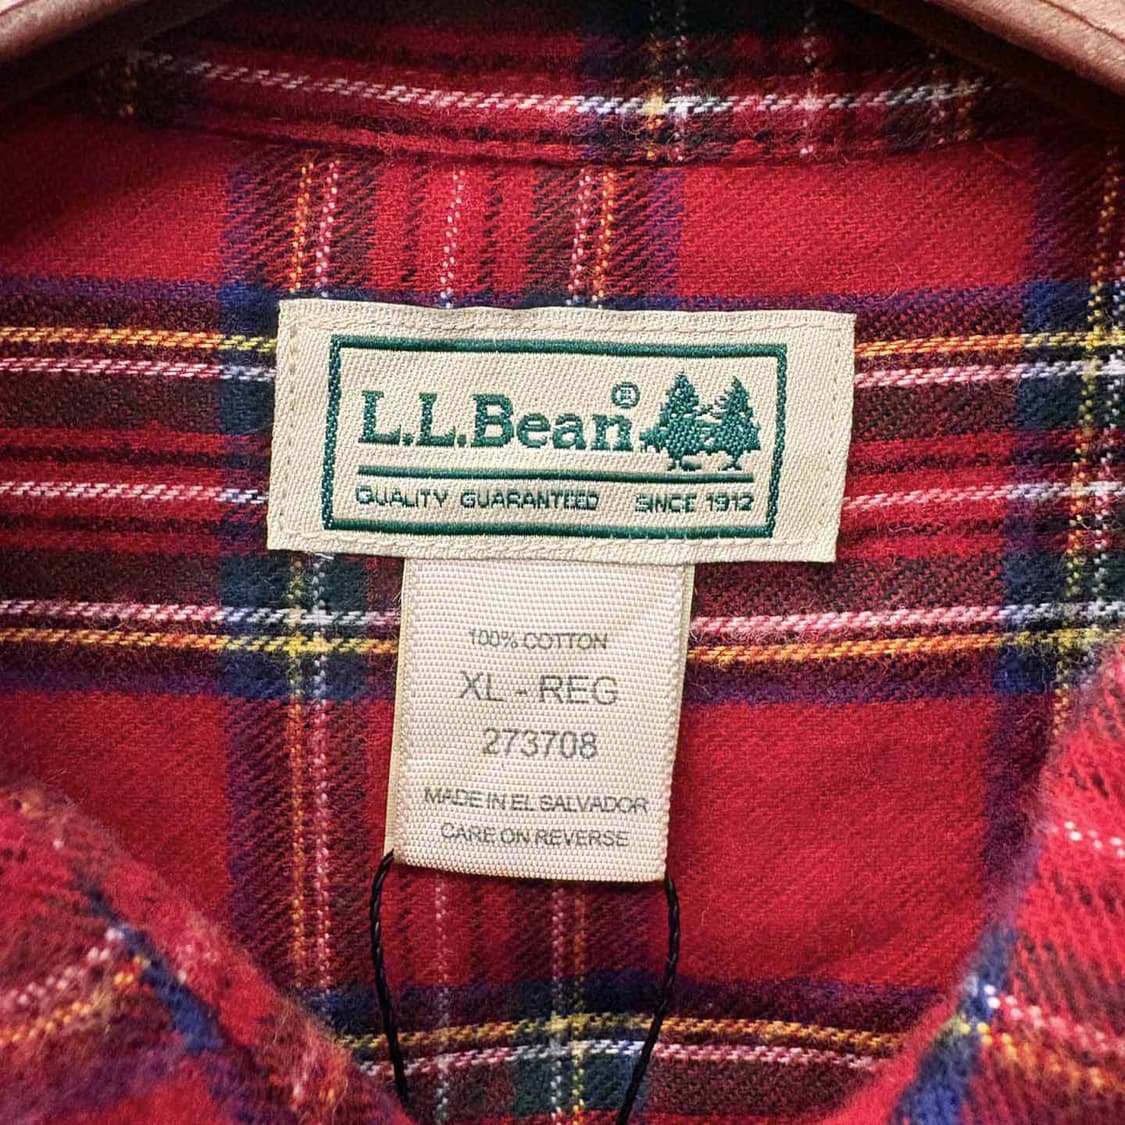 L.L.Bean®
QUALITY GUARANTEED SINCE 1912
100% COTTON
XL - REG
273708
MADE IN EL SALVADOR
CARE ON REVERSE